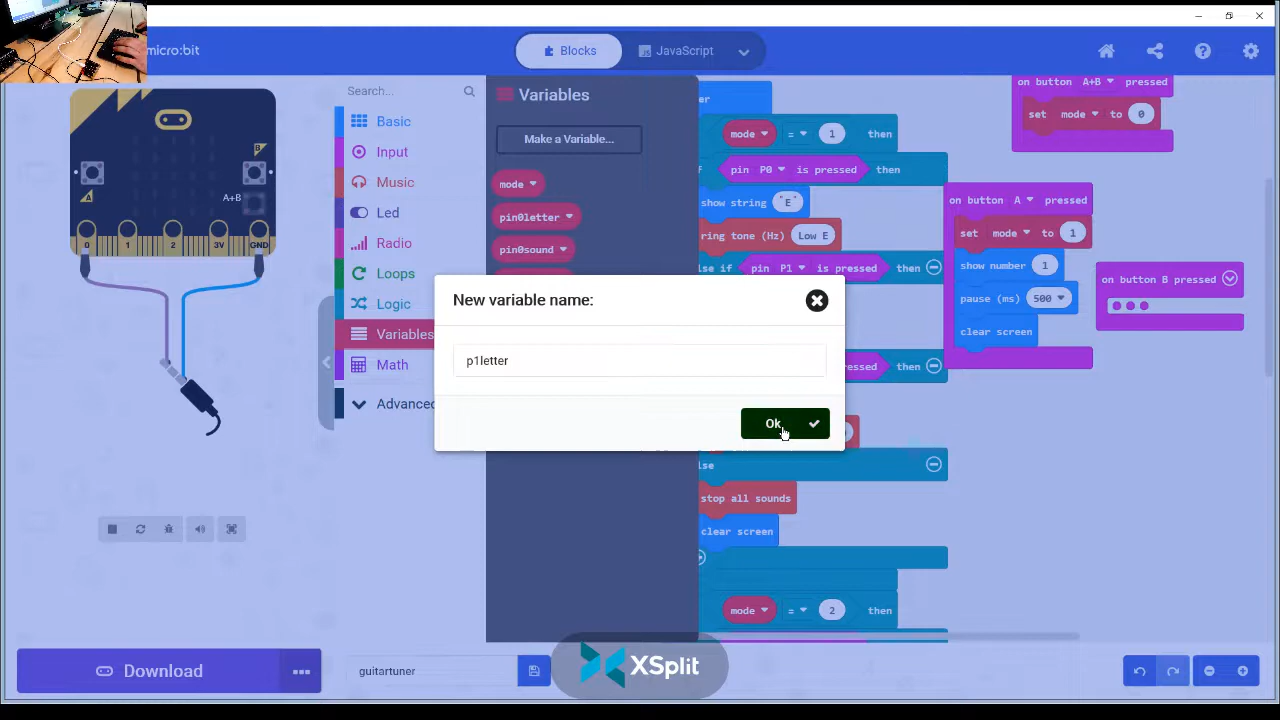 micro:bit
Blocks
JavaScript
Search...
Basic
Input
Music
Led
Radio
Loops
Logic
Variables
Math
Advanced
Variables
Make a Variable...
mode
pin0letter
pin0sound
B
A
A+B
0 1 2 3V GND
mode = 1 then
pin P0 is pressed then
show string "E"
ring tone (Hz) Low E
else if pin P1 is pressed then
then
stop all sounds
clear screen
mode = 2 then
on button A+B pressed
set mode to 0
on button A pressed
set mode to 1
show number 1
pause (ms) 500
clear screen
on button B pressed
New variable name:
p1letter
Ok
Download
guitartuner
XSplit